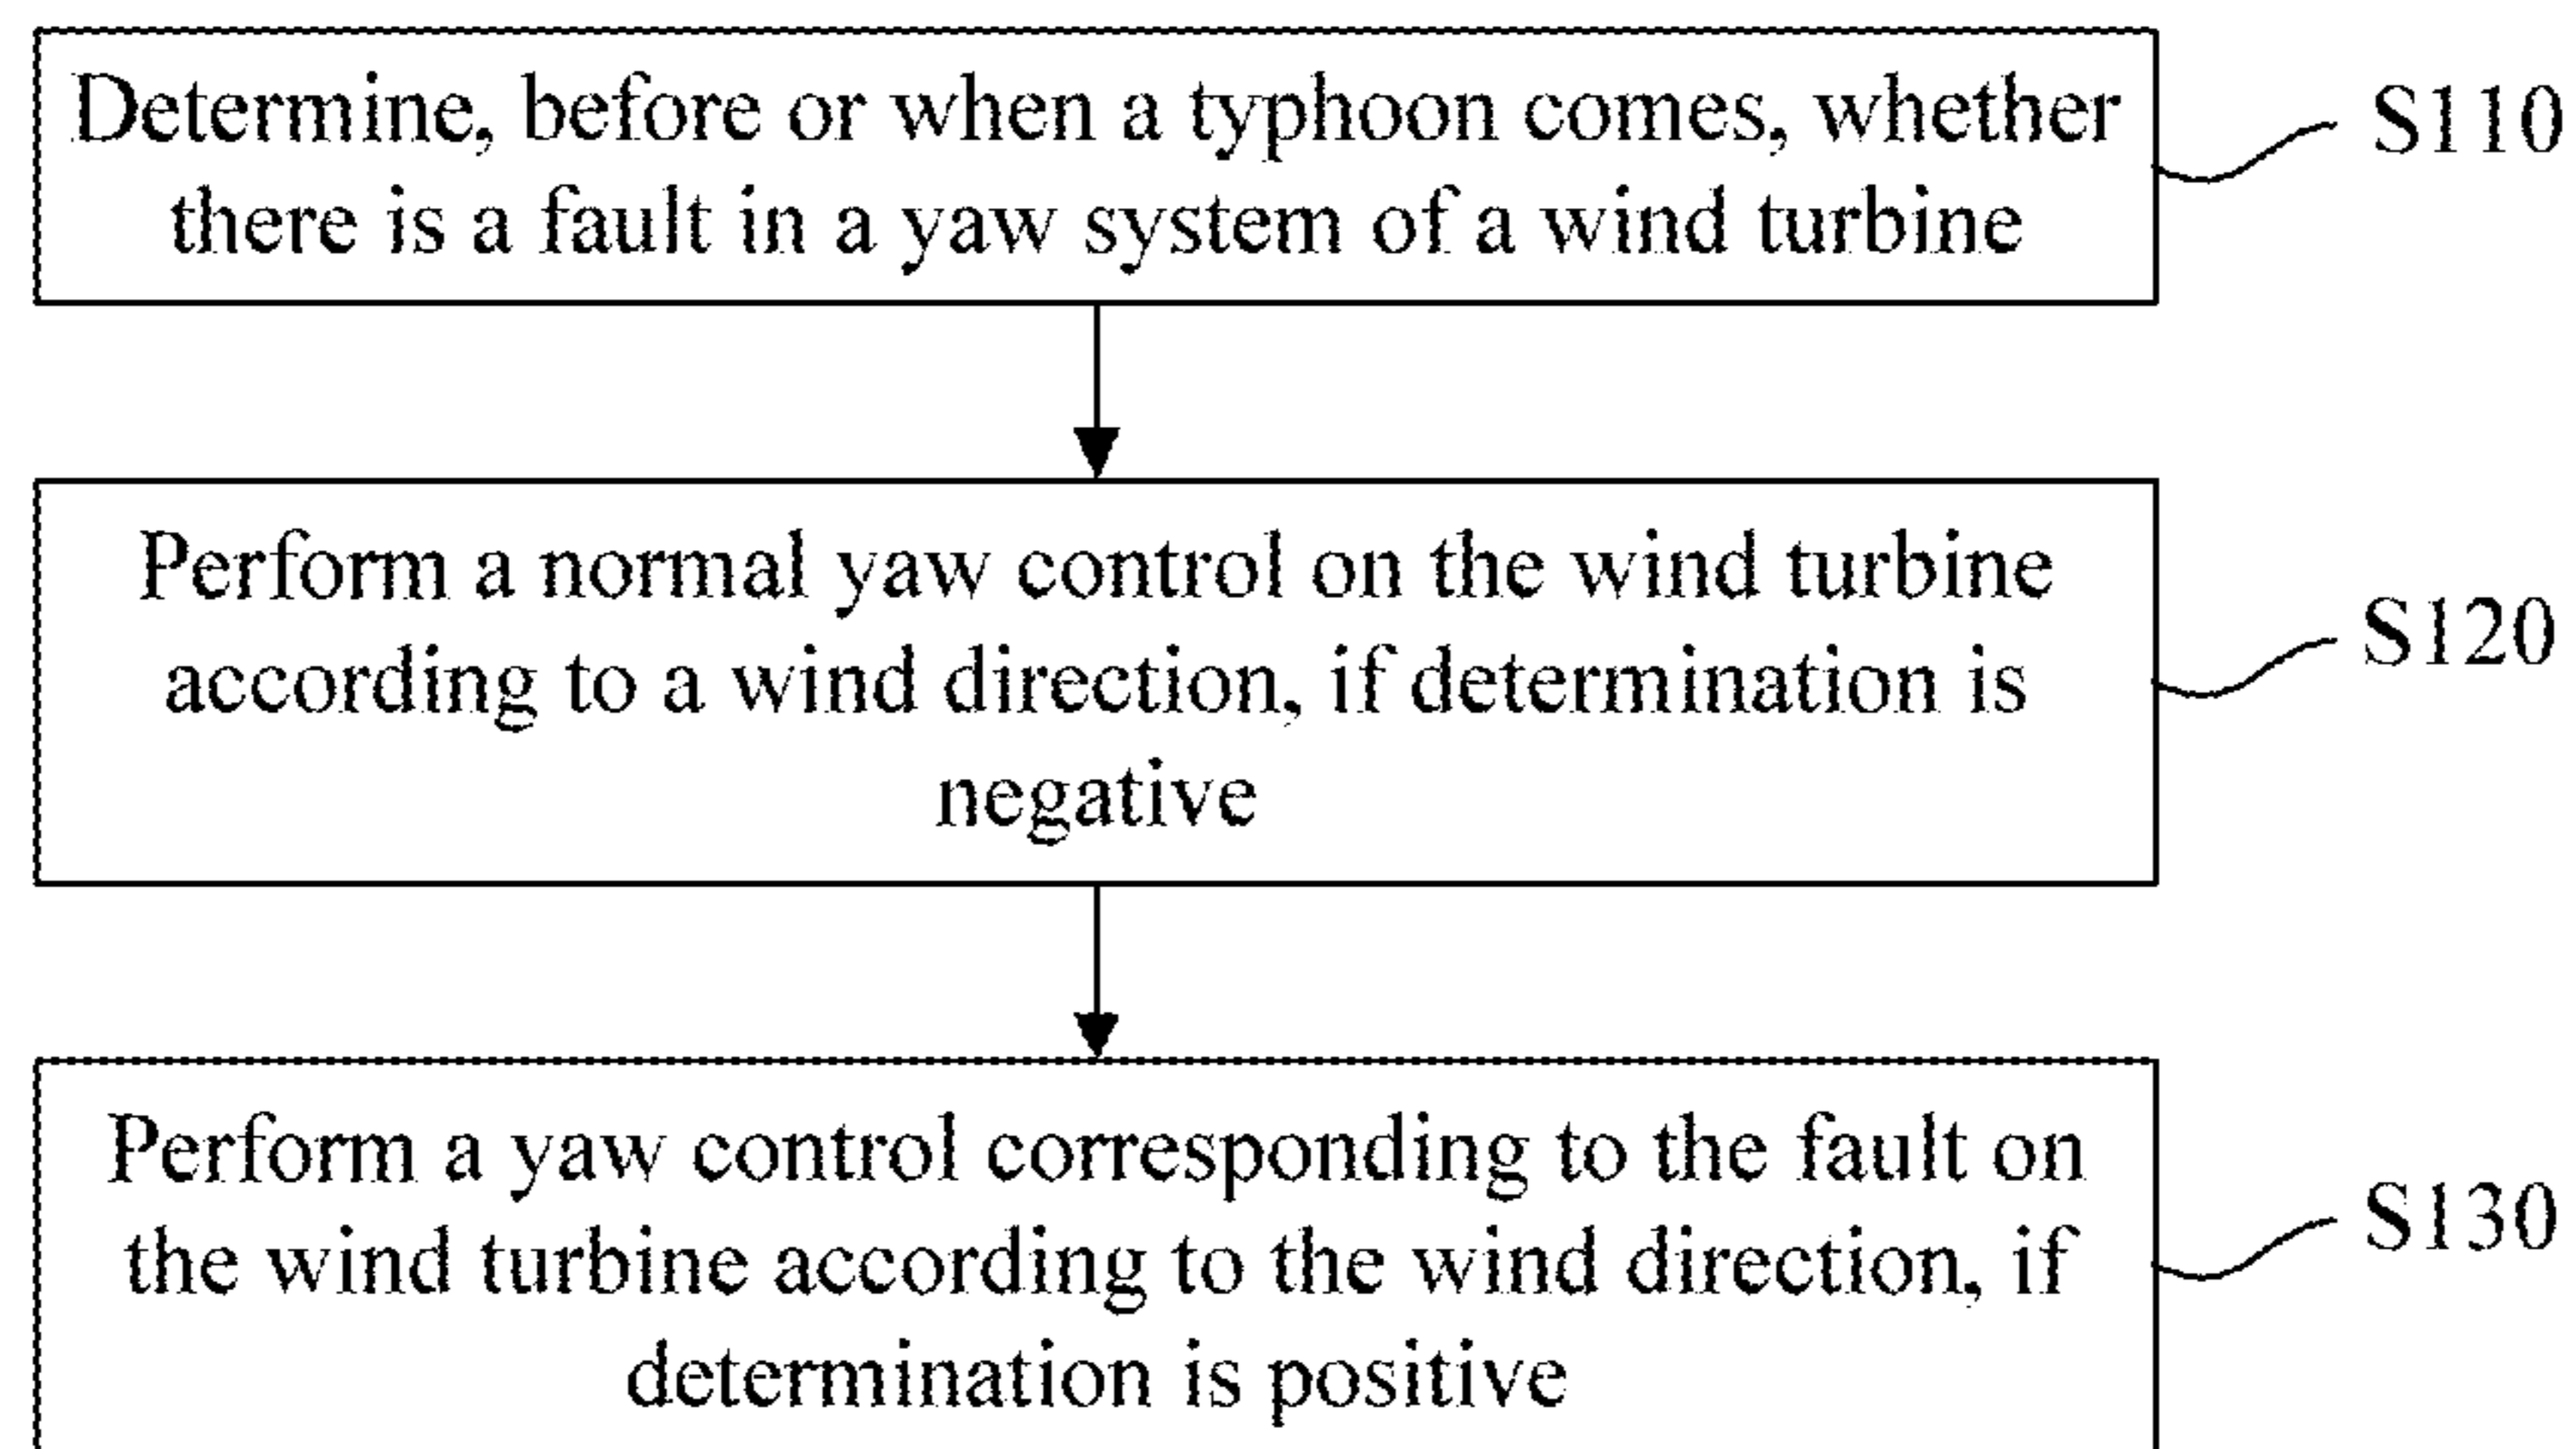 Determine, before or when a typhoon comes, whether
there is a fault in a yaw system of a wind turbine
S110
Perform a normal yaw control on the wind turbine
according to a wind direction, if determination is
negative
S120
Perform a yaw control corresponding to the fault on
the wind turbine according to the wind direction, if
determination is positive
S130